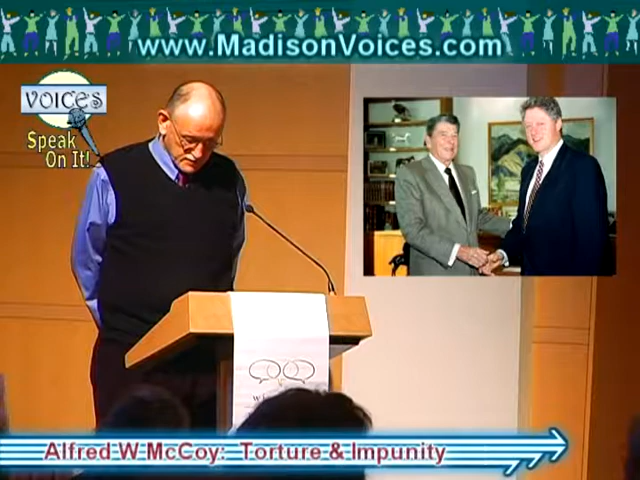 www.MadisonVoices.com
VOICES
Speak
On It!
Alfred W McCoy: Torture & Impunity